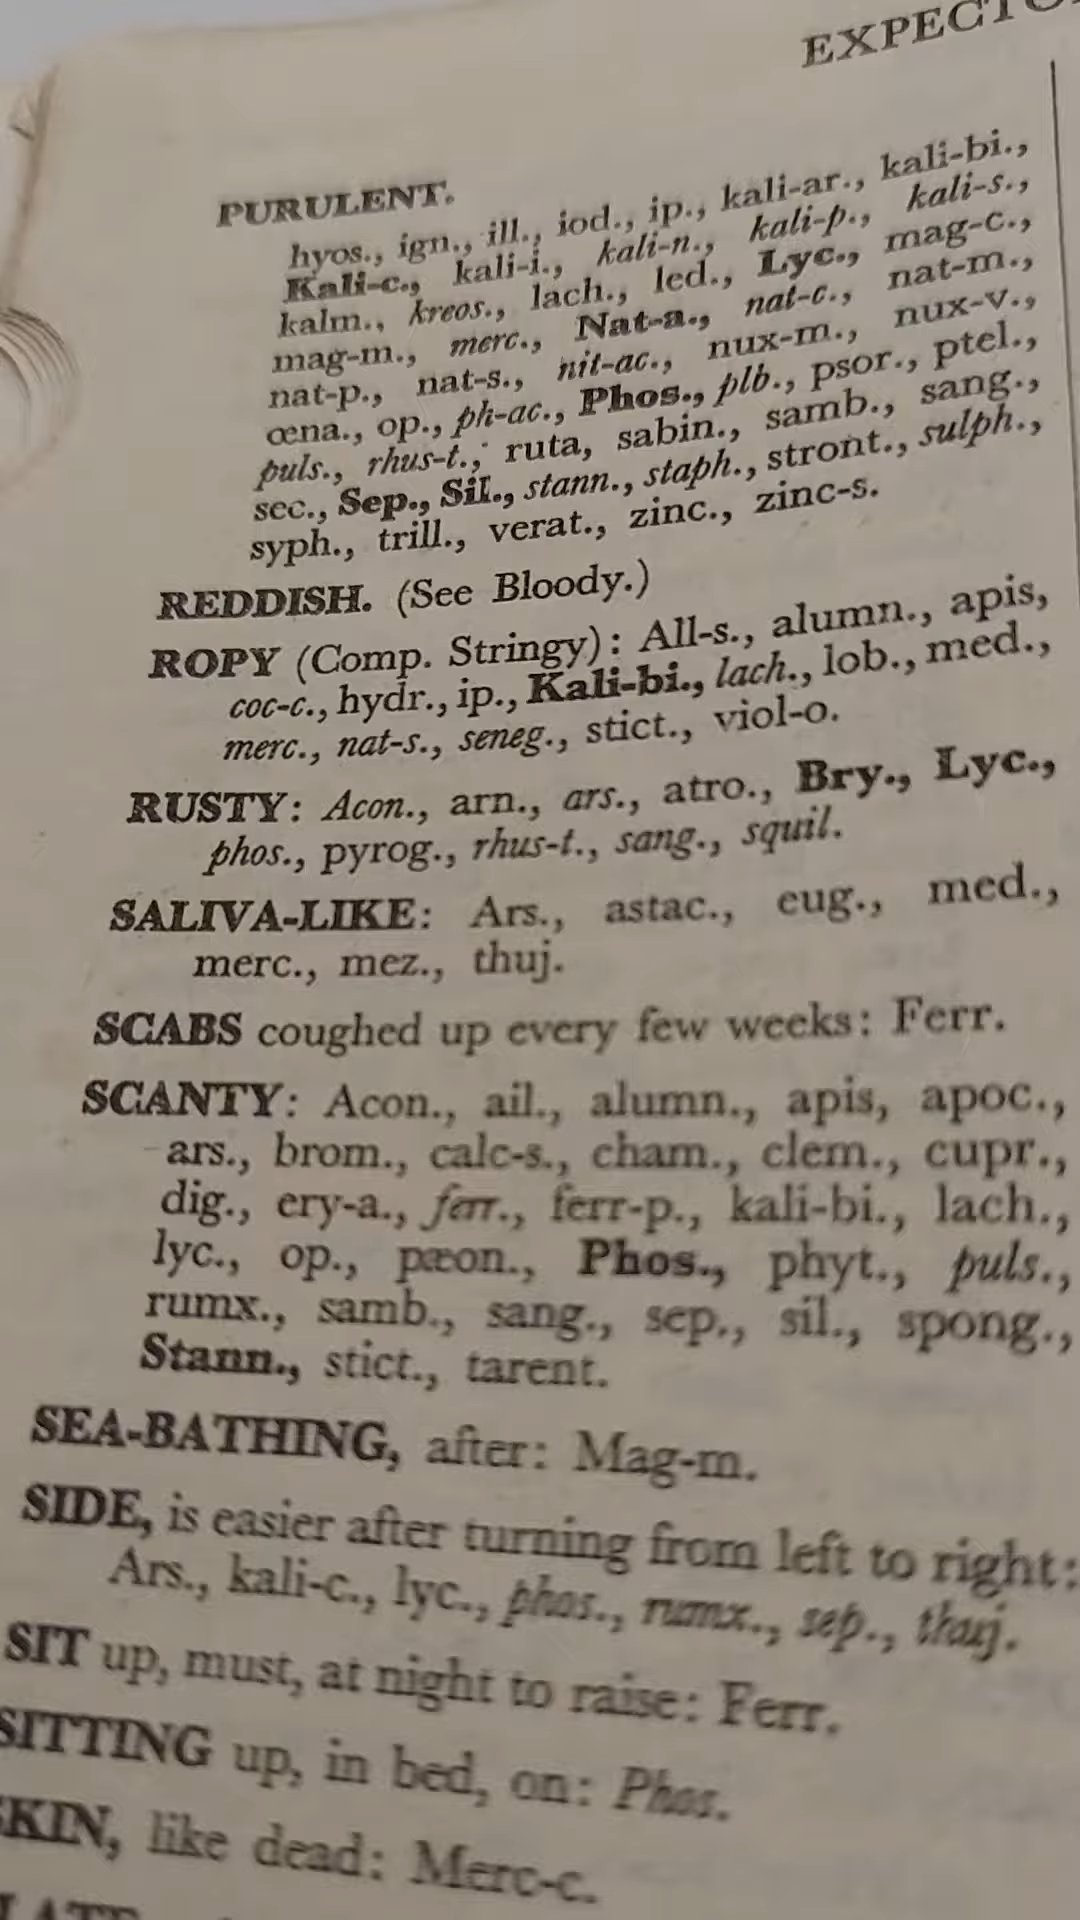 PURULENT.
hyos., ign., ill., iod., ip., kali-ar., kali-bi.,
Kali-c., kali-i., kali-n., kali-p., kali-s.,
kalm., kreos., lach., led., Lyc., mag-c.,
mag-m., merc., Nat-a., nat-c., nat-m.,
nat-p., nat-s., nit-ac., nux-m., nux-v.,
œna., op., ph-ac., Phos., plb., psor., ptel.,
puls., rhus-t., ruta, sabin., samb., sang.,
sec., Sep., Sil., stann., staph., stront., sulph.,
syph., trill., verat., zinc., zinc-s.
REDDISH. (See Bloody.)
ROPY (Comp. Stringy): All-s., alumn., apis,
coc-c., hydr., ip., Kali-bi., lach., lob., med.,
merc., nat-s., seneg., stict., viol-o.
RUSTY: Acon., arn., ars., atro., Bry., Lyc.,
phos., pyrog., rhus-t., sang., squil.
SALIVA-LIKE: Ars., astac., eug., med.,
merc., mez., thuj.
SCABS coughed up every few weeks: Ferr.
SCANTY: Acon., ail., alumn., apis, apoc.,
ars., brom., calc-s., cham., clem., cupr.,
dig., ery-a., ferr., ferr-p., kali-bi., lach.,
lyc., op., pæon., Phos., phyt., puls.,
rumx., samb., sang., sep., sil., spong.,
Stann., stict., tarent.
SEA-BATHING, after: Mag-m.
SIDE, is easier after turning from left to right:
Ars., kali-c., lyc., phos., rumx., sep., thuj.
SIT up, must, at night to raise: Ferr.
SITTING up, in bed, on: Phos.
KIN, like dead: Merc-c.